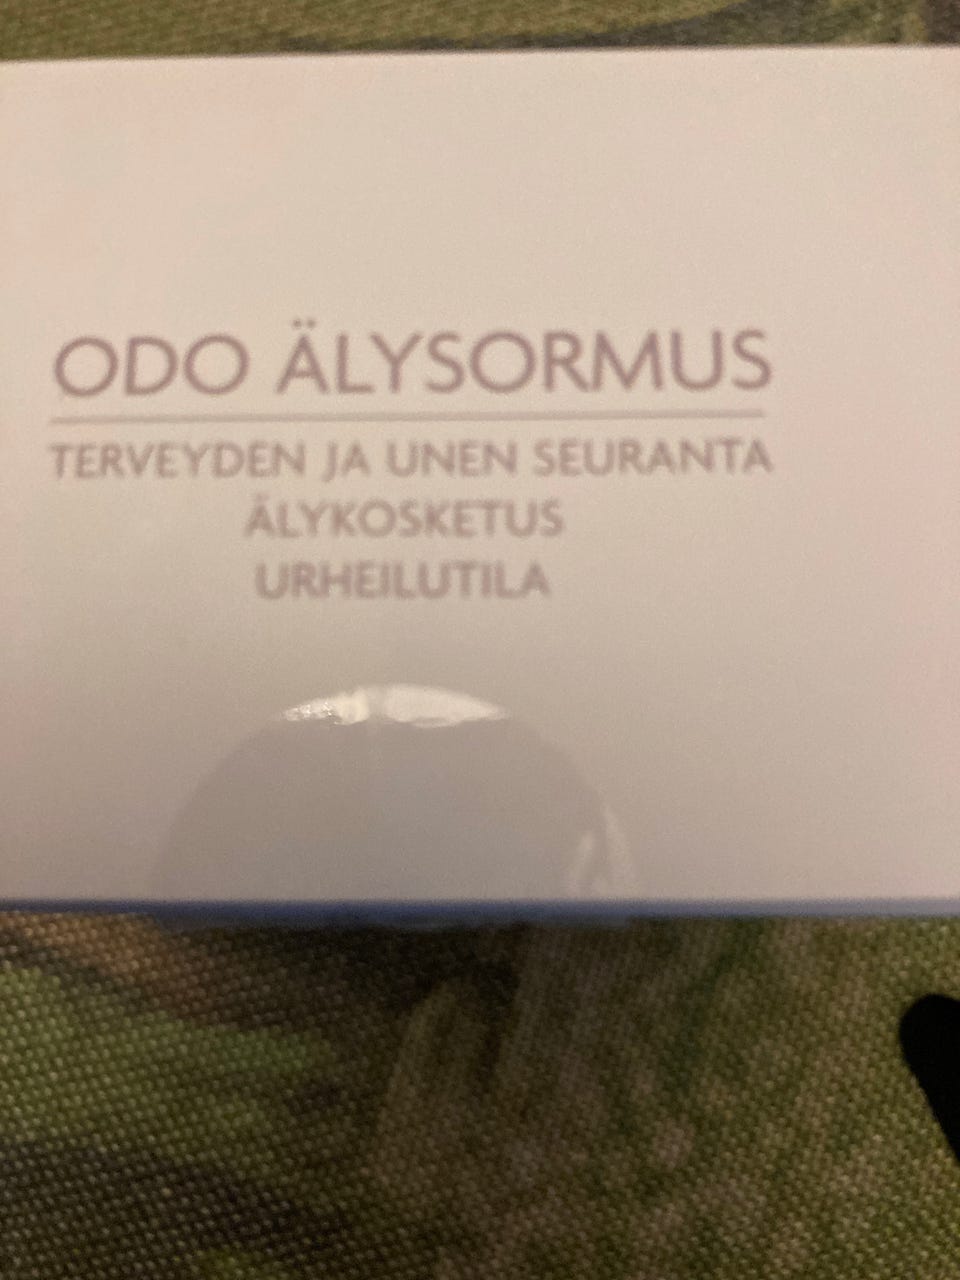 ODO ÄLYSORMUS
TERVEYDEN JA UNEN SEURANTA
ÄLYKOSKETUS
URHEILUTILA